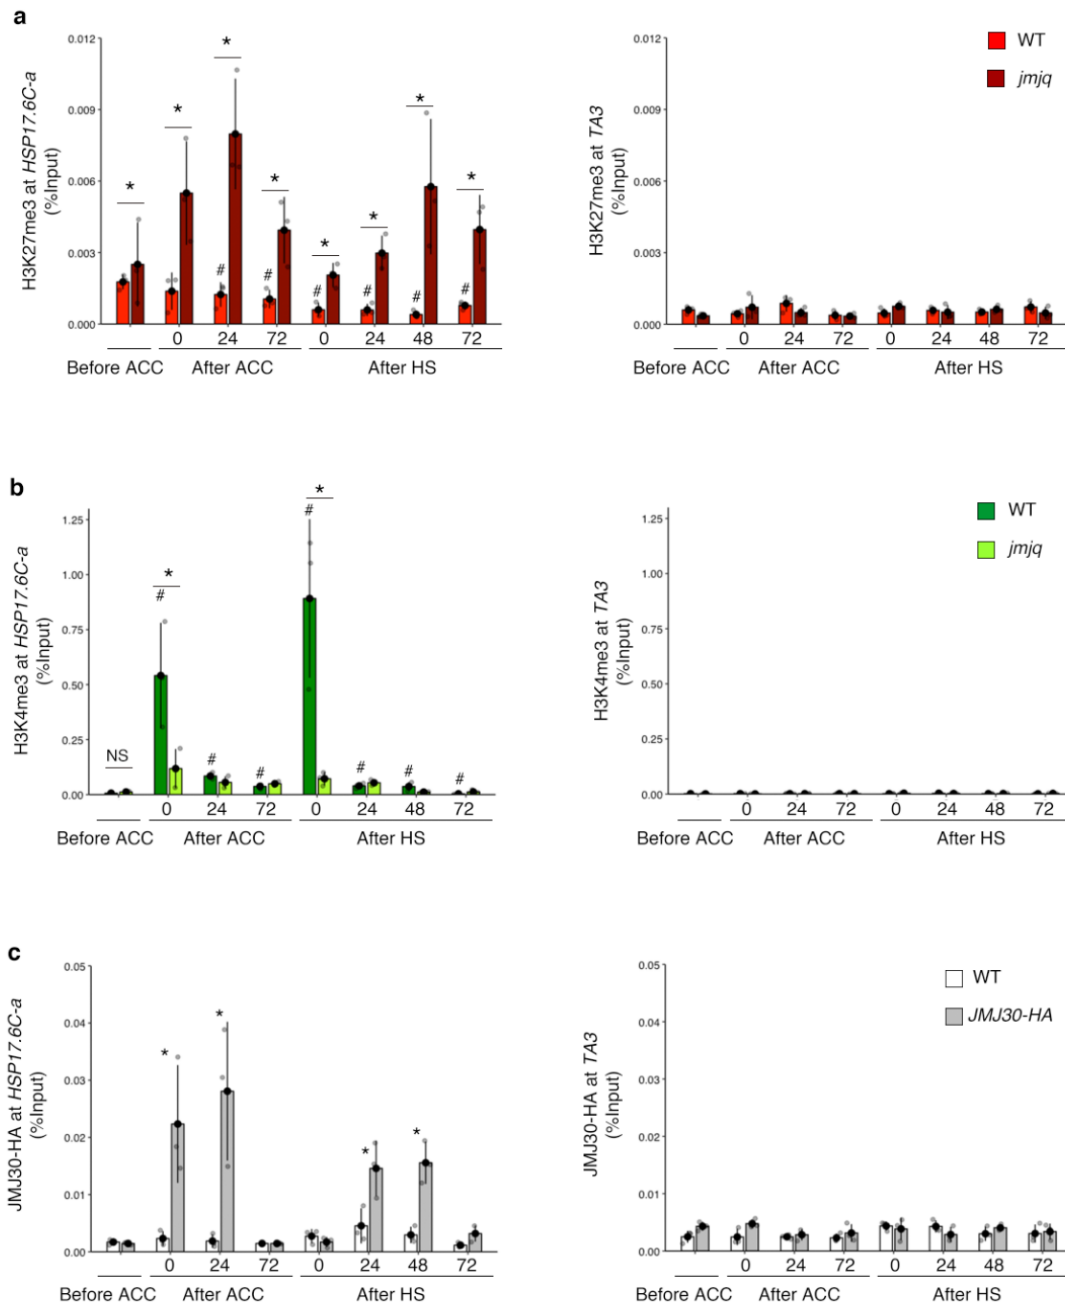 a
H3K27me3 at HSP17.6C-a
(%Input)
0.012
0.009
0.006
0.003
0.000
* * * * * * * *
# # # # # #
0 24 72 0 24 48 72
Before ACC After ACC After HS
H3K27me3 at TA3
(%Input)
0.012
0.009
0.006
0.003
0.000
WT
jmjq
0 24 72 0 24 48 72
Before ACC After ACC After HS
b
H3K4me3 at HSP17.6C-a
(%Input)
1.25
1.00
0.75
0.50
0.25
0.00
NS * *
# # # # # # #
0 24 72 0 24 48 72
Before ACC After ACC After HS
H3K4me3 at TA3
(%Input)
1.25
1.00
0.75
0.50
0.25
0.00
WT
jmjq
0 24 72 0 24 48 72
Before ACC After ACC After HS
c
JMJ30-HA at HSP17.6C-a
(%Input)
0.05
0.04
0.03
0.02
0.01
0.00
* * * *
0 24 72 0 24 48 72
Before ACC After ACC After HS
JMJ30-HA at TA3
(%Input)
0.05
0.04
0.03
0.02
0.01
0.00
WT
JMJ30-HA
0 24 72 0 24 48 72
Before ACC After ACC After HS